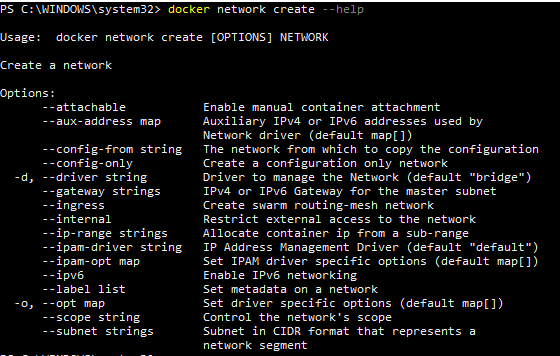 PS C:\WINDOWS\system32> docker network create --help
Usage:  docker network create [OPTIONS] NETWORK
Create a network
Options:
      --attachable           Enable manual container attachment
      --aux-address map      Auxiliary IPv4 or IPv6 addresses used by
                             Network driver (default map[])
      --config-from string   The network from which to copy the configuration
      --config-only          Create a configuration only network
  -d, --driver string        Driver to manage the Network (default "bridge")
      --gateway strings      IPv4 or IPv6 Gateway for the master subnet
      --ingress              Create swarm routing-mesh network
      --internal             Restrict external access to the network
      --ip-range strings     Allocate container ip from a sub-range
      --ipam-driver string   IP Address Management Driver (default "default")
      --ipam-opt map         Set IPAM driver specific options (default map[])
      --ipv6                 Enable IPv6 networking
      --label list           Set metadata on a network
  -o, --opt map              Set driver specific options (default map[])
      --scope string         Control the network's scope
      --subnet strings       Subnet in CIDR format that represents a
                             network segment